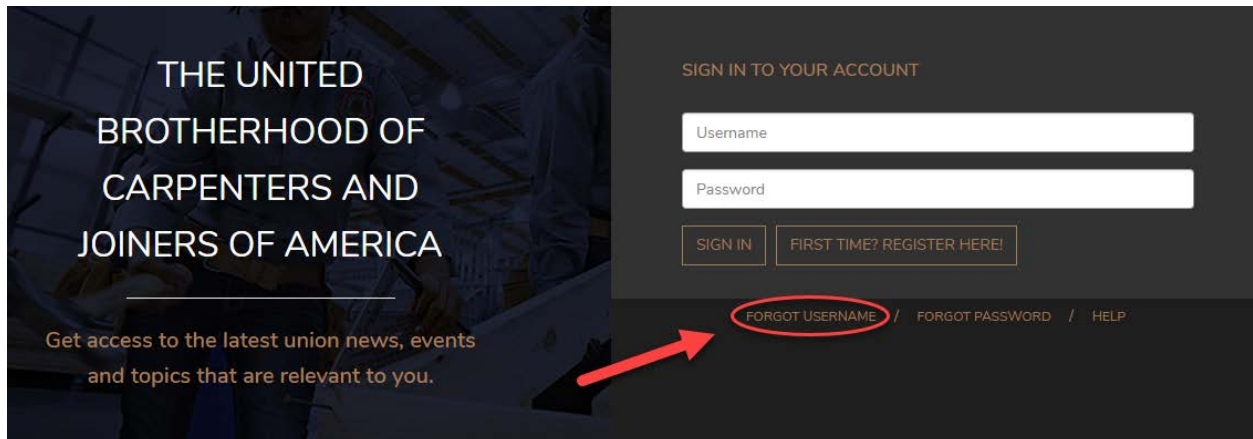 THE UNITED
BROTHERHOOD OF
CARPENTERS AND
JOINERS OF AMERICA
Get access to the latest union news, events
and topics that are relevant to you.
SIGN IN TO YOUR ACCOUNT
Username
Password
SIGN IN FIRST TIME? REGISTER HERE!
FORGOT USERNAME / FORGOT PASSWORD / HELP